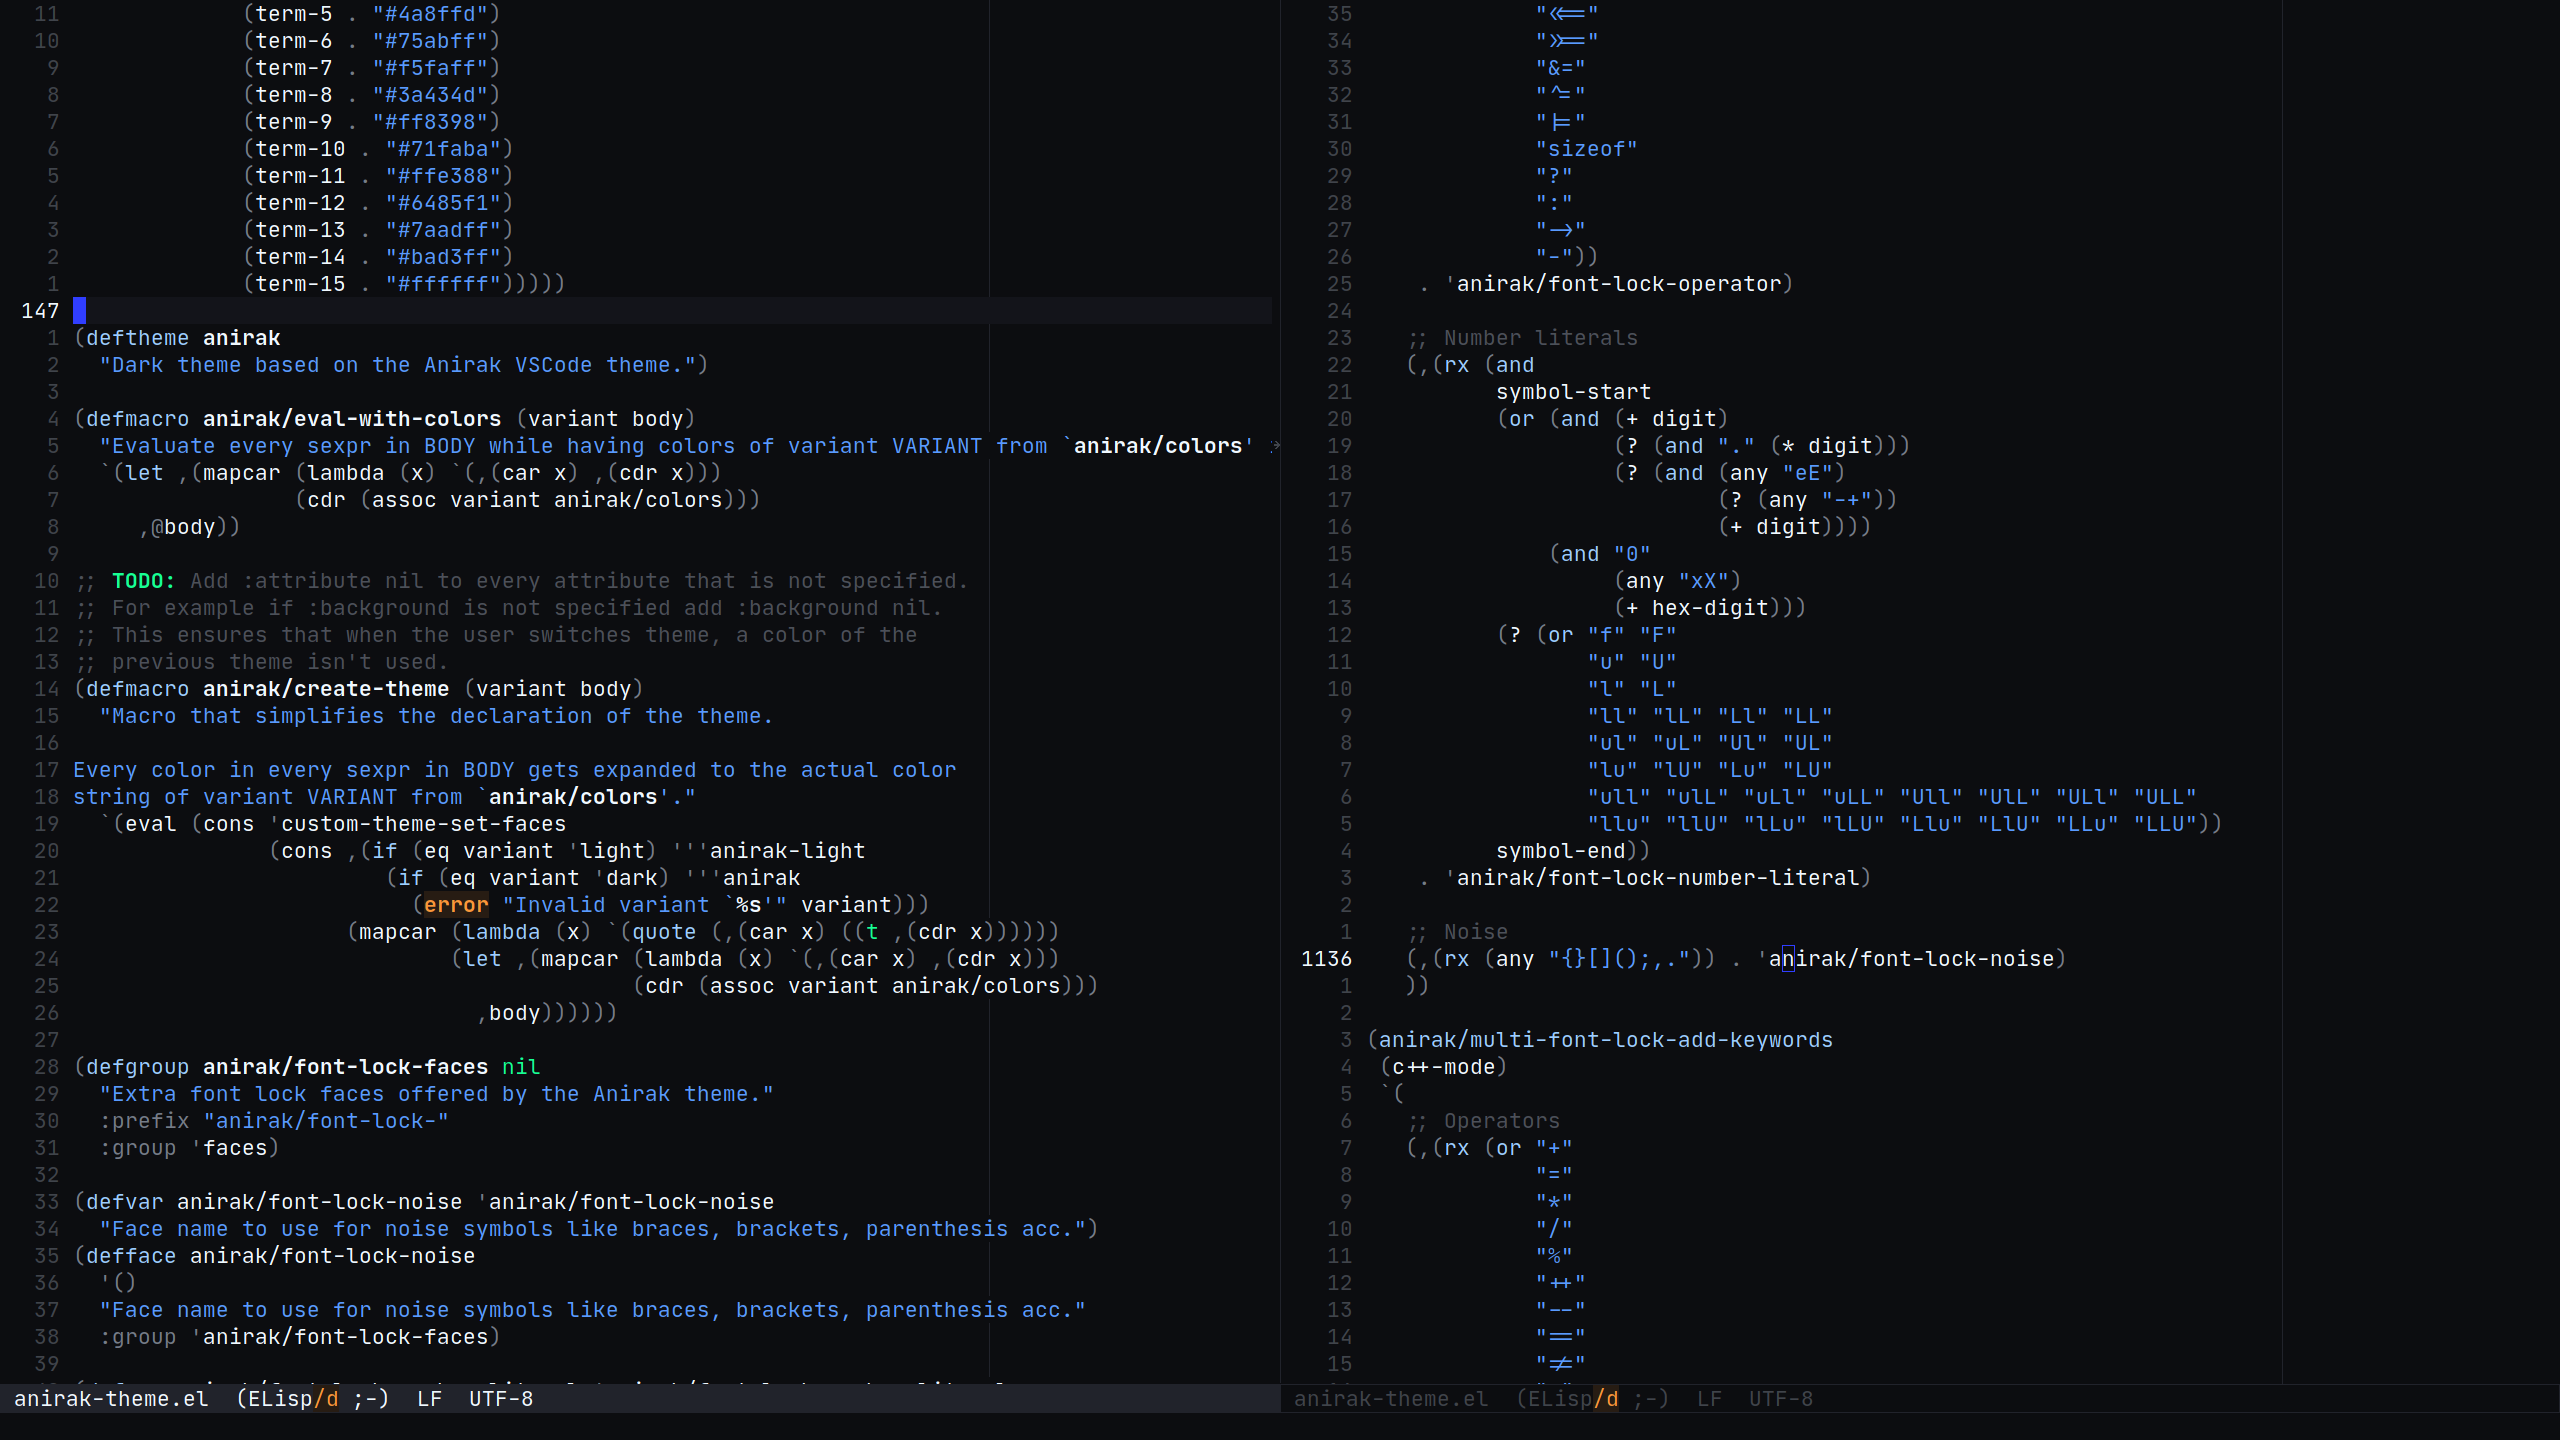 11 (term-5 . "#4a8ffd")
10 (term-6 . "#75abff")
9 (term-7 . "#f5faff")
8 (term-8 . "#3a434d")
7 (term-9 . "#ff8398")
6 (term-10 . "#71faba")
5 (term-11 . "#ffe388")
4 (term-12 . "#6485f1")
3 (term-13 . "#7aadff")
2 (term-14 . "#bad3ff")
1 (term-15 . "#ffffff")))))
147
1 (deftheme anirak
2 "Dark theme based on the Anirak VSCode theme.")
3
4 (defmacro anirak/eval-with-colors (variant body)
5 "Evaluate every sexpr in BODY while having colors of variant VARIANT from `anirak/colors'
6 `(let ,(mapcar (lambda (x) `(,(car x) ,(cdr x)))
7 (cdr (assoc variant anirak/colors)))
8 ,@body))
9
10 ;; TODO: Add :attribute nil to every attribute that is not specified.
11 ;; For example if :background is not specified add :background nil.
12 ;; This ensures that when the user switches theme, a color of the
13 ;; previous theme isn't used.
14 (defmacro anirak/create-theme (variant body)
15 "Macro that simplifies the declaration of the theme.
16
17 Every color in every sexpr in BODY gets expanded to the actual color
18 string of variant VARIANT from `anirak/colors'."
19 `(eval (cons 'custom-theme-set-faces
20 (cons ,(if (eq variant 'light) '''anirak-light
21 (if (eq variant 'dark) '''anirak
22 (error "Invalid variant `%s'" variant)))
23 (mapcar (lambda (x) `(quote (,(car x) ((t ,(cdr x))))))
24 (let ,(mapcar (lambda (x) `(,(car x) ,(cdr x)))
25 (cdr (assoc variant anirak/colors)))
26 ,body))))))
27
28 (defgroup anirak/font-lock-faces nil
29 "Extra font lock faces offered by the Anirak theme."
30 :prefix "anirak/font-lock-"
31 :group 'faces)
32
33 (defvar anirak/font-lock-noise 'anirak/font-lock-noise
34 "Face name to use for noise symbols like braces, brackets, parenthesis acc.")
35 (defface anirak/font-lock-noise
36 '()
37 "Face name to use for noise symbols like braces, brackets, parenthesis acc."
38 :group 'anirak/font-lock-faces)
39
anirak-theme.el (ELisp/d ;-) LF UTF-8
35 "<<="
34 ">>="
33 "&="
32 "^="
31 "|="
30 "sizeof"
29 "?"
28 ":"
27 "->"
26 "-"))
25 . 'anirak/font-lock-operator)
24
23 ;; Number literals
22 (,(rx (and
21 symbol-start
20 (or (and (+ digit)
19 (? (and "." (* digit)))
18 (? (and (any "eE")
17 (? (any "-+"))
16 (+ digit))))
15 (and "0"
14 (any "xX")
13 (+ hex-digit)))
12 (? (or "f" "F"
11 "u" "U"
10 "l" "L"
9 "ll" "lL" "Ll" "LL"
8 "ul" "uL" "Ul" "UL"
7 "lu" "lU" "Lu" "LU"
6 "ull" "ulL" "uLl" "uLL" "Ull" "UlL" "ULl" "ULL"
5 "llu" "llU" "lLu" "lLU" "Llu" "LlU" "LLu" "LLU"))
4 symbol-end))
3 . 'anirak/font-lock-number-literal)
2
1 ;; Noise
1136 (,(rx (any "{}[]();,.")) . 'anirak/font-lock-noise)
1 ))
2
3 (anirak/multi-font-lock-add-keywords
4 (c++-mode)
5 `(
6 ;; Operators
7 (,(rx (or "+"
8 "="
9 "*"
10 "/"
11 "%"
12 "++"
13 "--"
14 "=="
15 "!="
anirak-theme.el (ELisp/d ;-) LF UTF-8